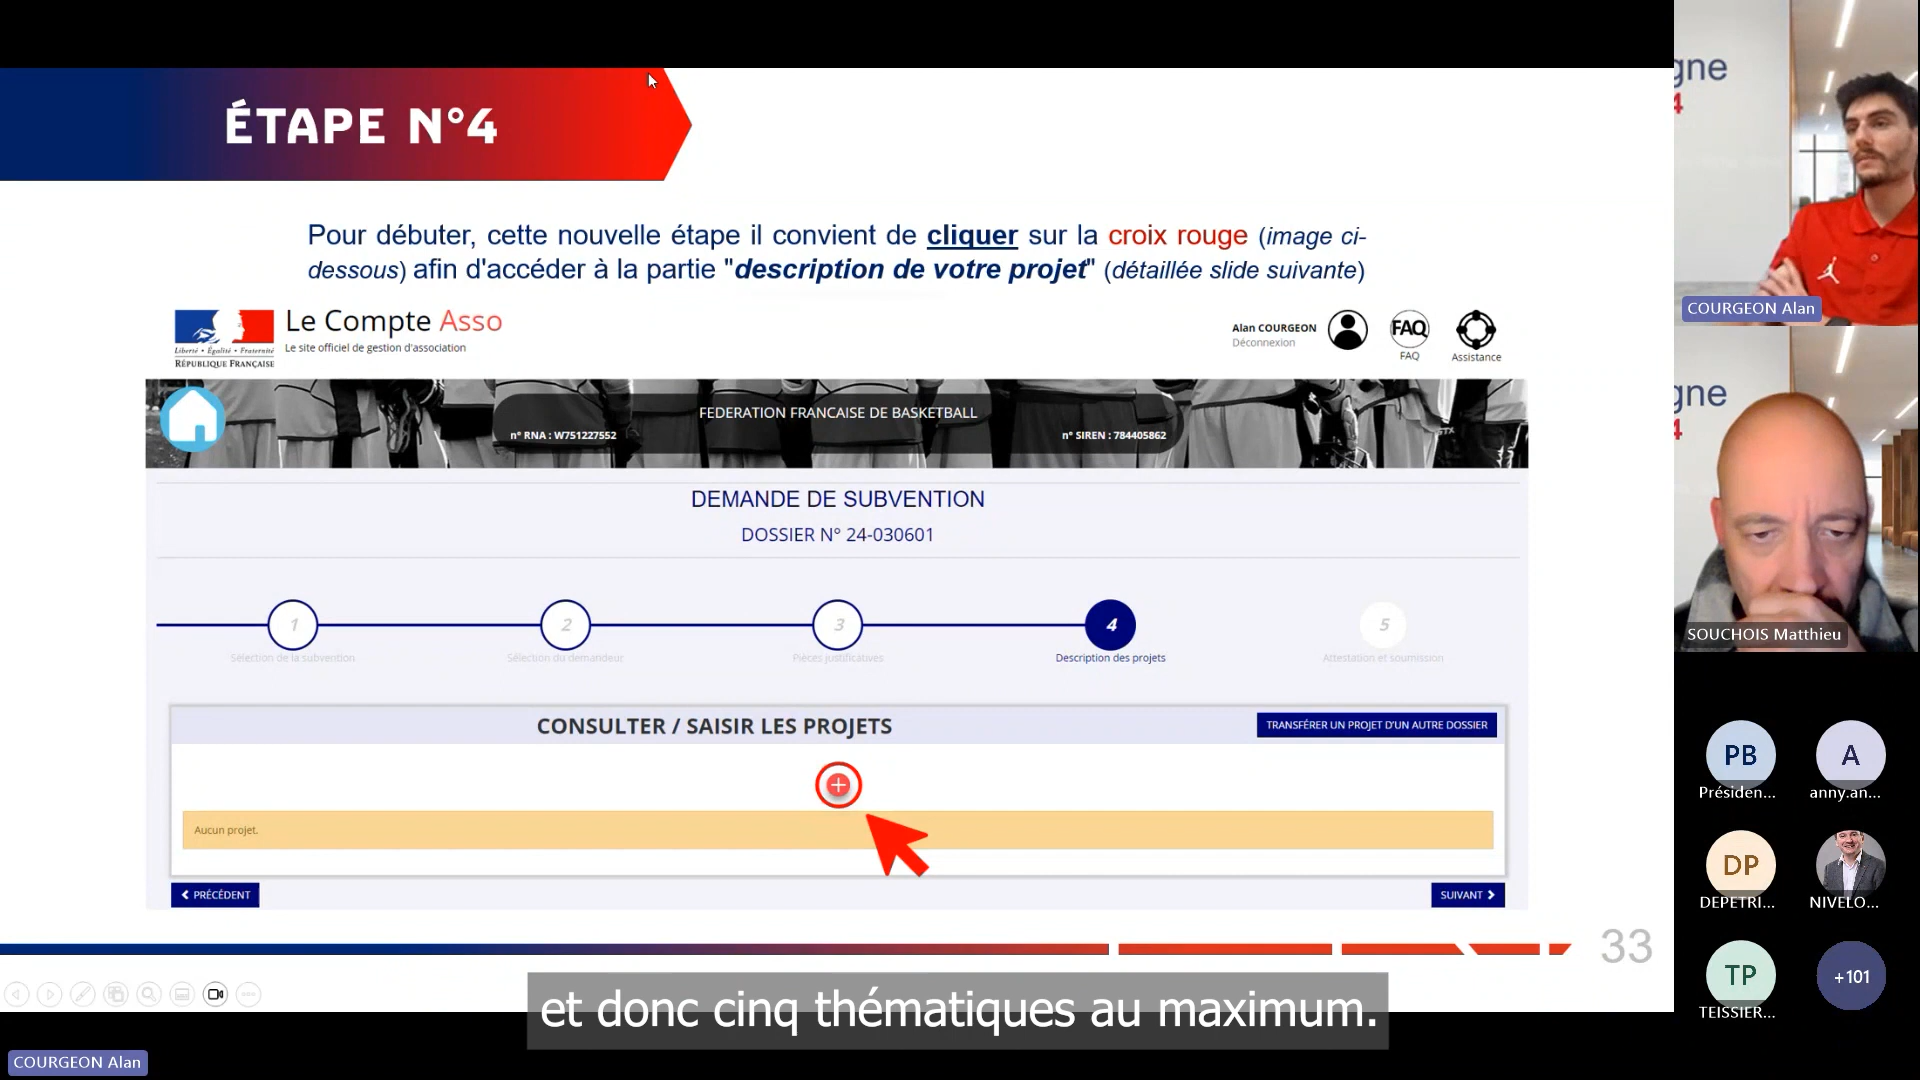 ÉTAPE N°4
Pour débuter, cette nouvelle étape il convient de cliquer sur la croix rouge (image ci-
dessous) afin d'accéder à la partie "description de votre projet" (détaillée slide suivante)
Liberté • Égalité • Fraternité
RÉPUBLIQUE FRANÇAISE
Le Compte Asso
Le site officiel de gestion d'association
Alan COURGEON
Déconnexion
FAQ
FAQ
Assistance
FEDERATION FRANCAISE DE BASKETBALL
n° RNA : W751227552
n° SIREN : 784405862
DEMANDE DE SUBVENTION
DOSSIER N° 24-030601
1
2
3
4
5
Sélection de la subvention
Sélection du demandeur
Pièces justificatives
Description des projets
Attestation et soumission
CONSULTER / SAISIR LES PROJETS
TRANSFÉRER UN PROJET D'UN AUTRE DOSSIER
Aucun projet.
PRÉCÉDENT
SUIVANT
33
et donc cinq thématiques au maximum.
COURGEON Alan
gne
4
COURGEON Alan
gne
4
SOUCHOIS Matthieu
PB
Présiden...
A
anny.an...
DP
DEPETRI...
NIVELO...
TP
TEISSIER...
+101